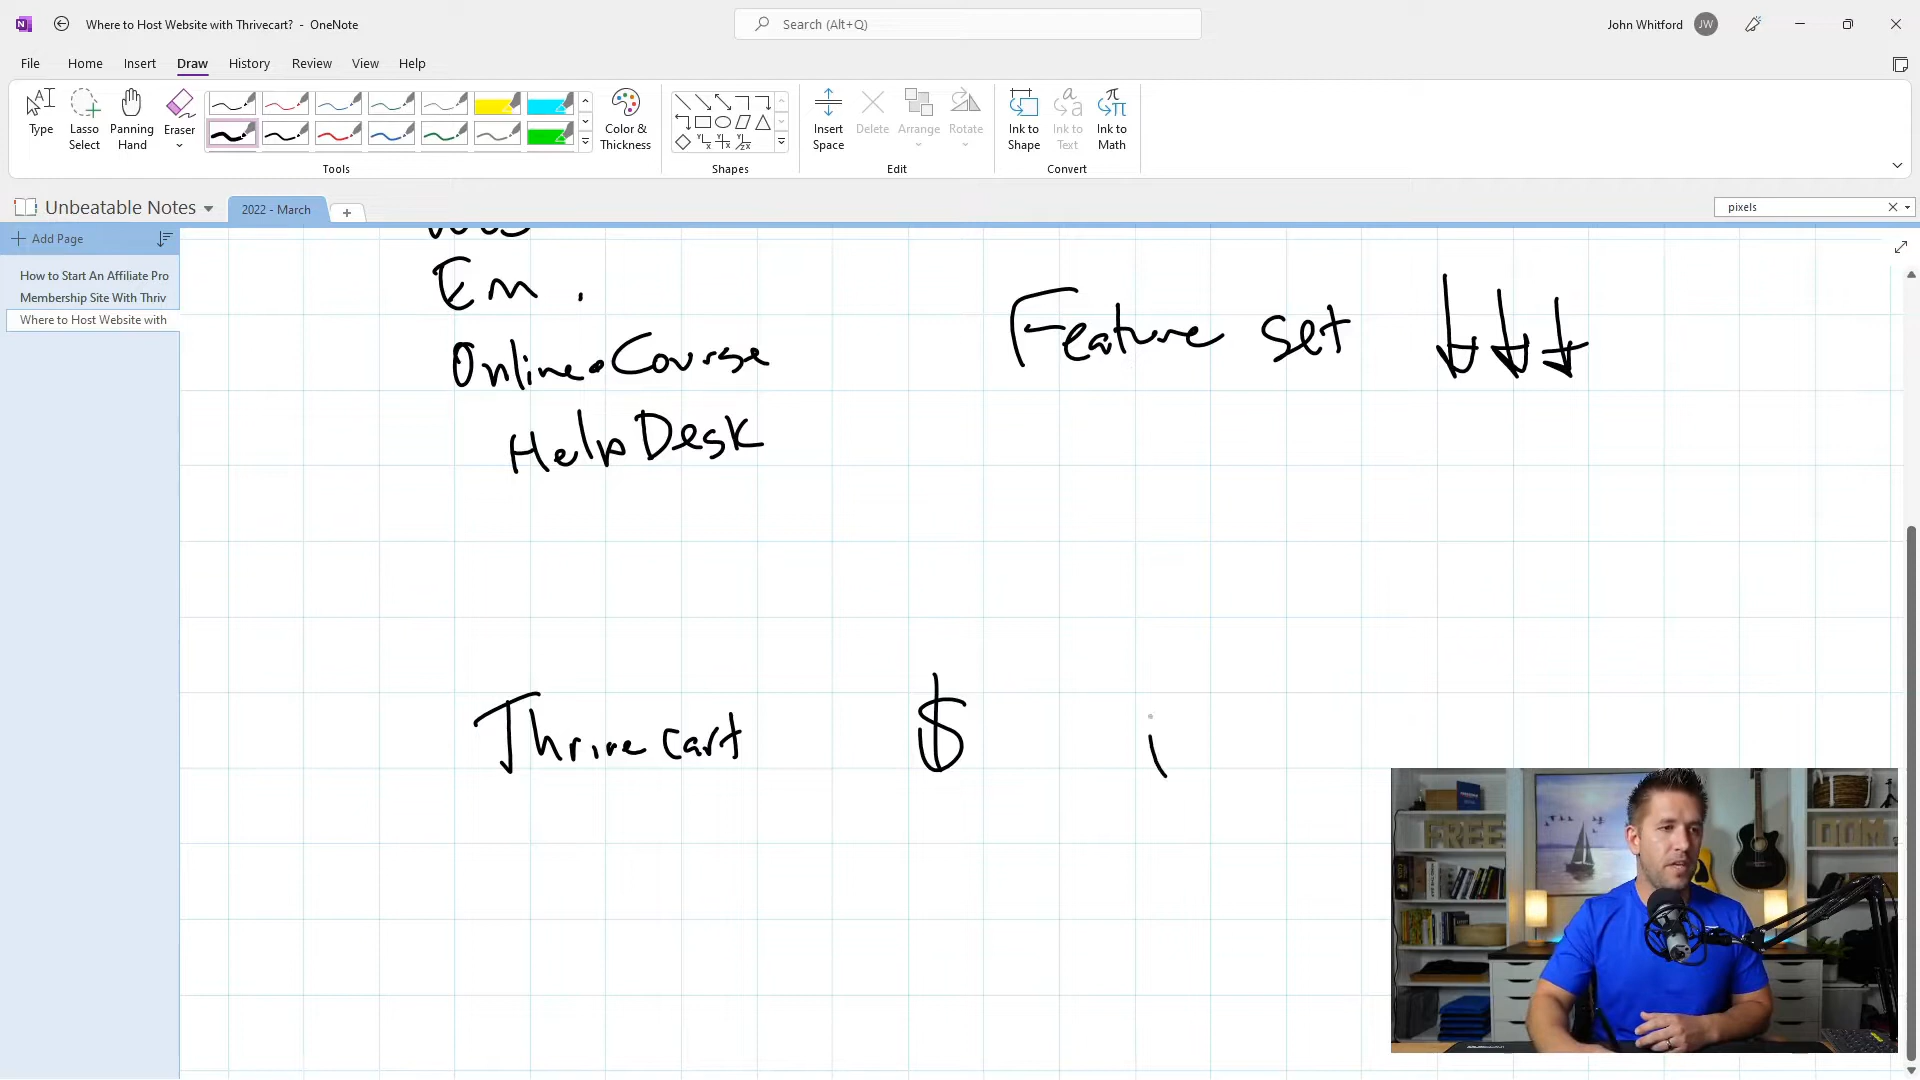 Where to Host Website with Thrivecart? - OneNote
Search (Alt+Q)
John Whitford
JW
File Home Insert Draw History Review View Help
Type
Lasso Select
Panning Hand
Eraser
Color & Thickness
Insert Space
Delete
Arrange
Rotate
Ink to Shape
Ink to Text
Ink to Math
Tools
Shapes
Edit
Convert
Unbeatable Notes
2022 - March
pixels
Add Page
How to Start An Affiliate Pro
Membership Site With Thriv
Where to Host Website with
Em.
Online Course
HelpDesk
Feature Set
Thrive Cart
$
FREE
DOM